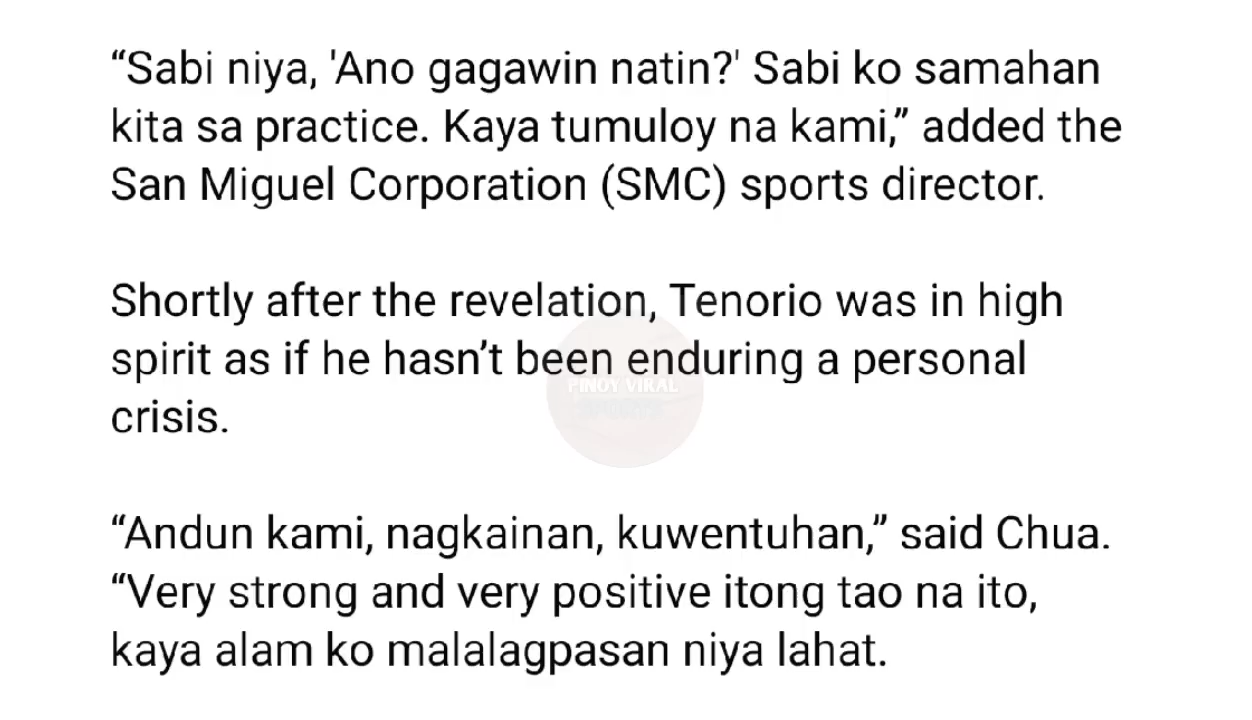 “Sabi niya, 'Ano gagawin natin?' Sabi ko samahan
kita sa practice. Kaya tumuloy na kami,” added the
San Miguel Corporation (SMC) sports director.
Shortly after the revelation, Tenorio was in high
spirit as if he hasn’t been enduring a personal
crisis.
PINOY VIRAL
“Andun kami, nagkainan, kuwentuhan,” said Chua.
“Very strong and very positive itong tao na ito,
kaya alam ko malalagpasan niya lahat.